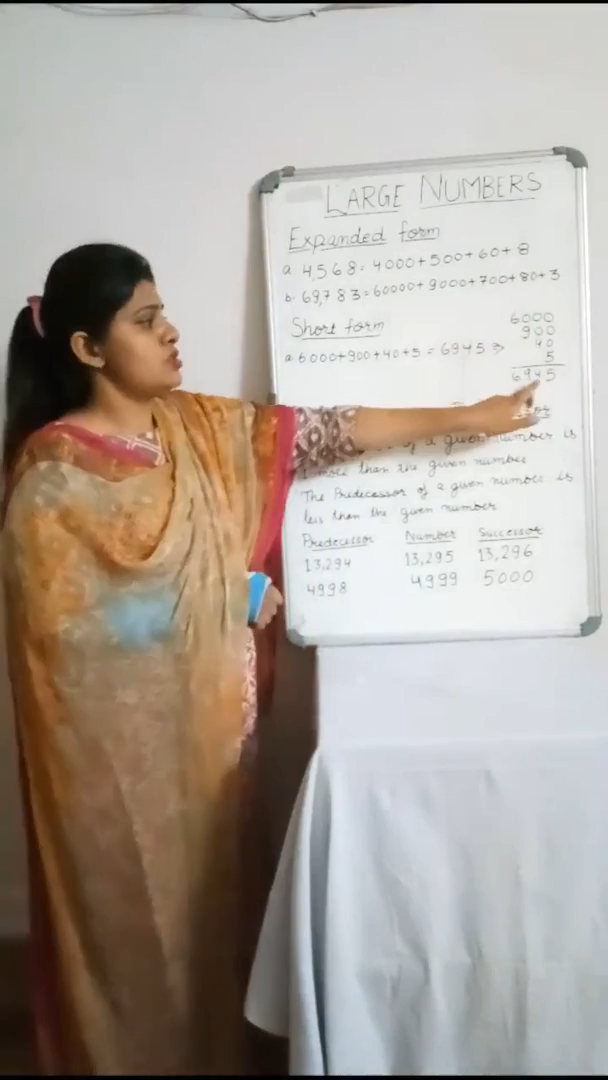 LARGE NUMBERS
Expanded form
a. 4,568 = 4000+500+60+8
b. 69,783 = 60000+9000+700+80+3
Short form
a. 6000+900+40+5 = 6945 ⇒
6000
900
40
5
6945
of a given number is
1 more than the given number
The Predecessor of a given number is
less than the given number
Predecessor Number Successor
13,294 13,295 13,296
4998 4999 5000